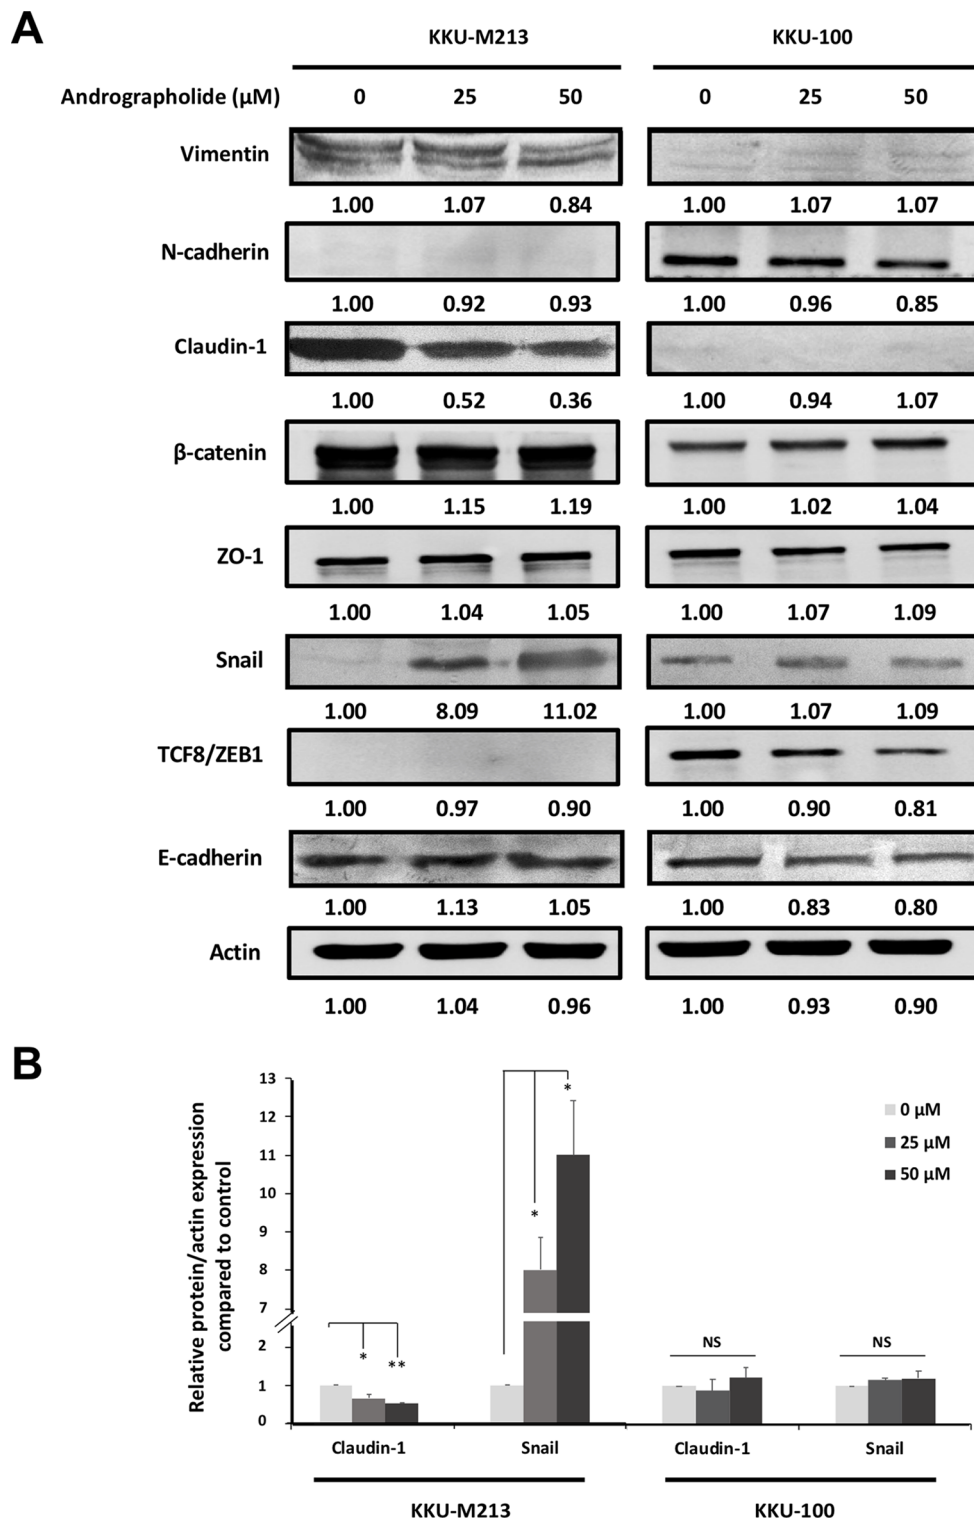 A
KKU-M213 KKU-100
Andrographolide (μM) 0 25 50 0 25 50
Vimentin
1.00 1.07 0.84 1.00 1.07 1.07
N-cadherin
1.00 0.92 0.93 1.00 0.96 0.85
Claudin-1
1.00 0.52 0.36 1.00 0.94 1.07
β-catenin
1.00 1.15 1.19 1.00 1.02 1.04
ZO-1
1.00 1.04 1.05 1.00 1.07 1.09
Snail
1.00 8.09 11.02 1.00 1.07 1.09
TCF8/ZEB1
1.00 0.97 0.90 1.00 0.90 0.81
E-cadherin
1.00 1.13 1.05 1.00 0.83 0.80
Actin
1.00 1.04 0.96 1.00 0.93 0.90
B
Relative protein/actin expression
compared to control
13
12
11
10
9
8
7
2
1
0
*
**
*
*
NS
NS
0 μM
25 μM
50 μM
Claudin-1 Snail Claudin-1 Snail
KKU-M213 KKU-100